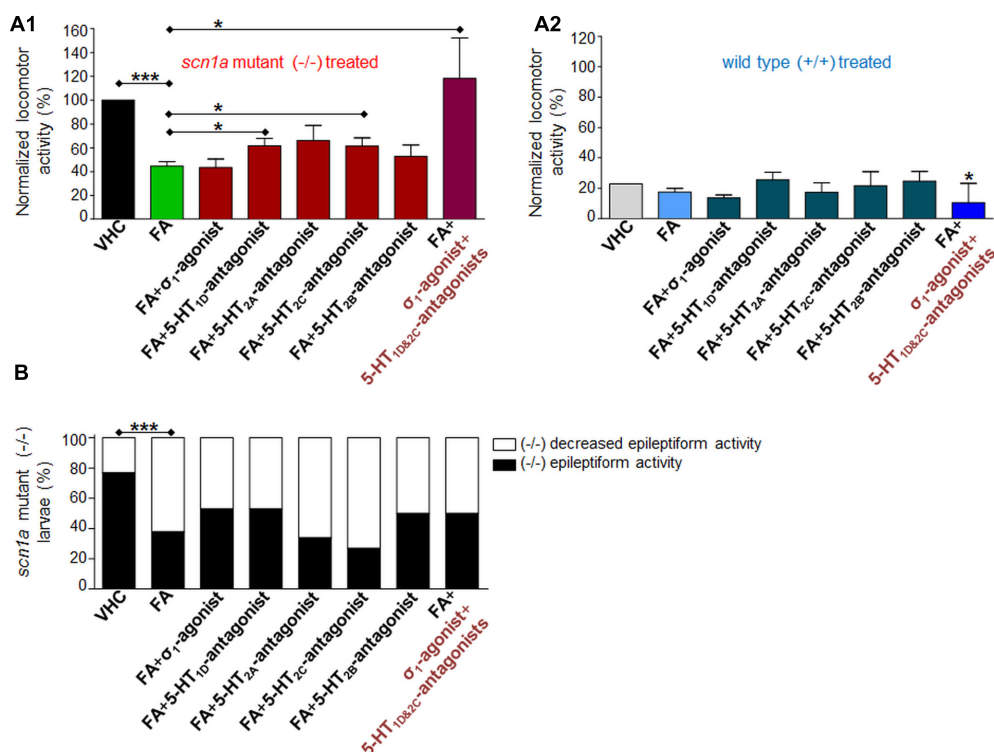 A1
Normalized locomotor
activity (%)
160
140
120
100
80
60
40
20
0
*
scn1a mutant (-/-) treated
***
*
*
VHC
FA
FA+σ1-agonist
FA+5-HT1D-antagonist
FA+5-HT2A-antagonist
FA+5-HT2C-antagonist
FA+5-HT2B-antagonist
FA+
σ1-agonist+
5-HT1D&2C-antagonists
A2
Normalized locomotor
activity (%)
120
100
80
60
40
20
0
wild type (+/+) treated
*
VHC
FA
FA+σ1-agonist
FA+5-HT1D-antagonist
FA+5-HT2A-antagonist
FA+5-HT2C-antagonist
FA+5-HT2B-antagonist
FA+
σ1-agonist+
5-HT1D&2C-antagonists
B
scn1a mutant (-/-)
larvae (%)
100
80
60
40
20
0
***
(-/-) decreased epileptiform activity
(-/-) epileptiform activity
VHC
FA
FA+σ1-agonist
FA+5-HT1D-antagonist
FA+5-HT2A-antagonist
FA+5-HT2C-antagonist
FA+5-HT2B-antagonist
FA+
σ1-agonist+
5-HT1D&2C-antagonists